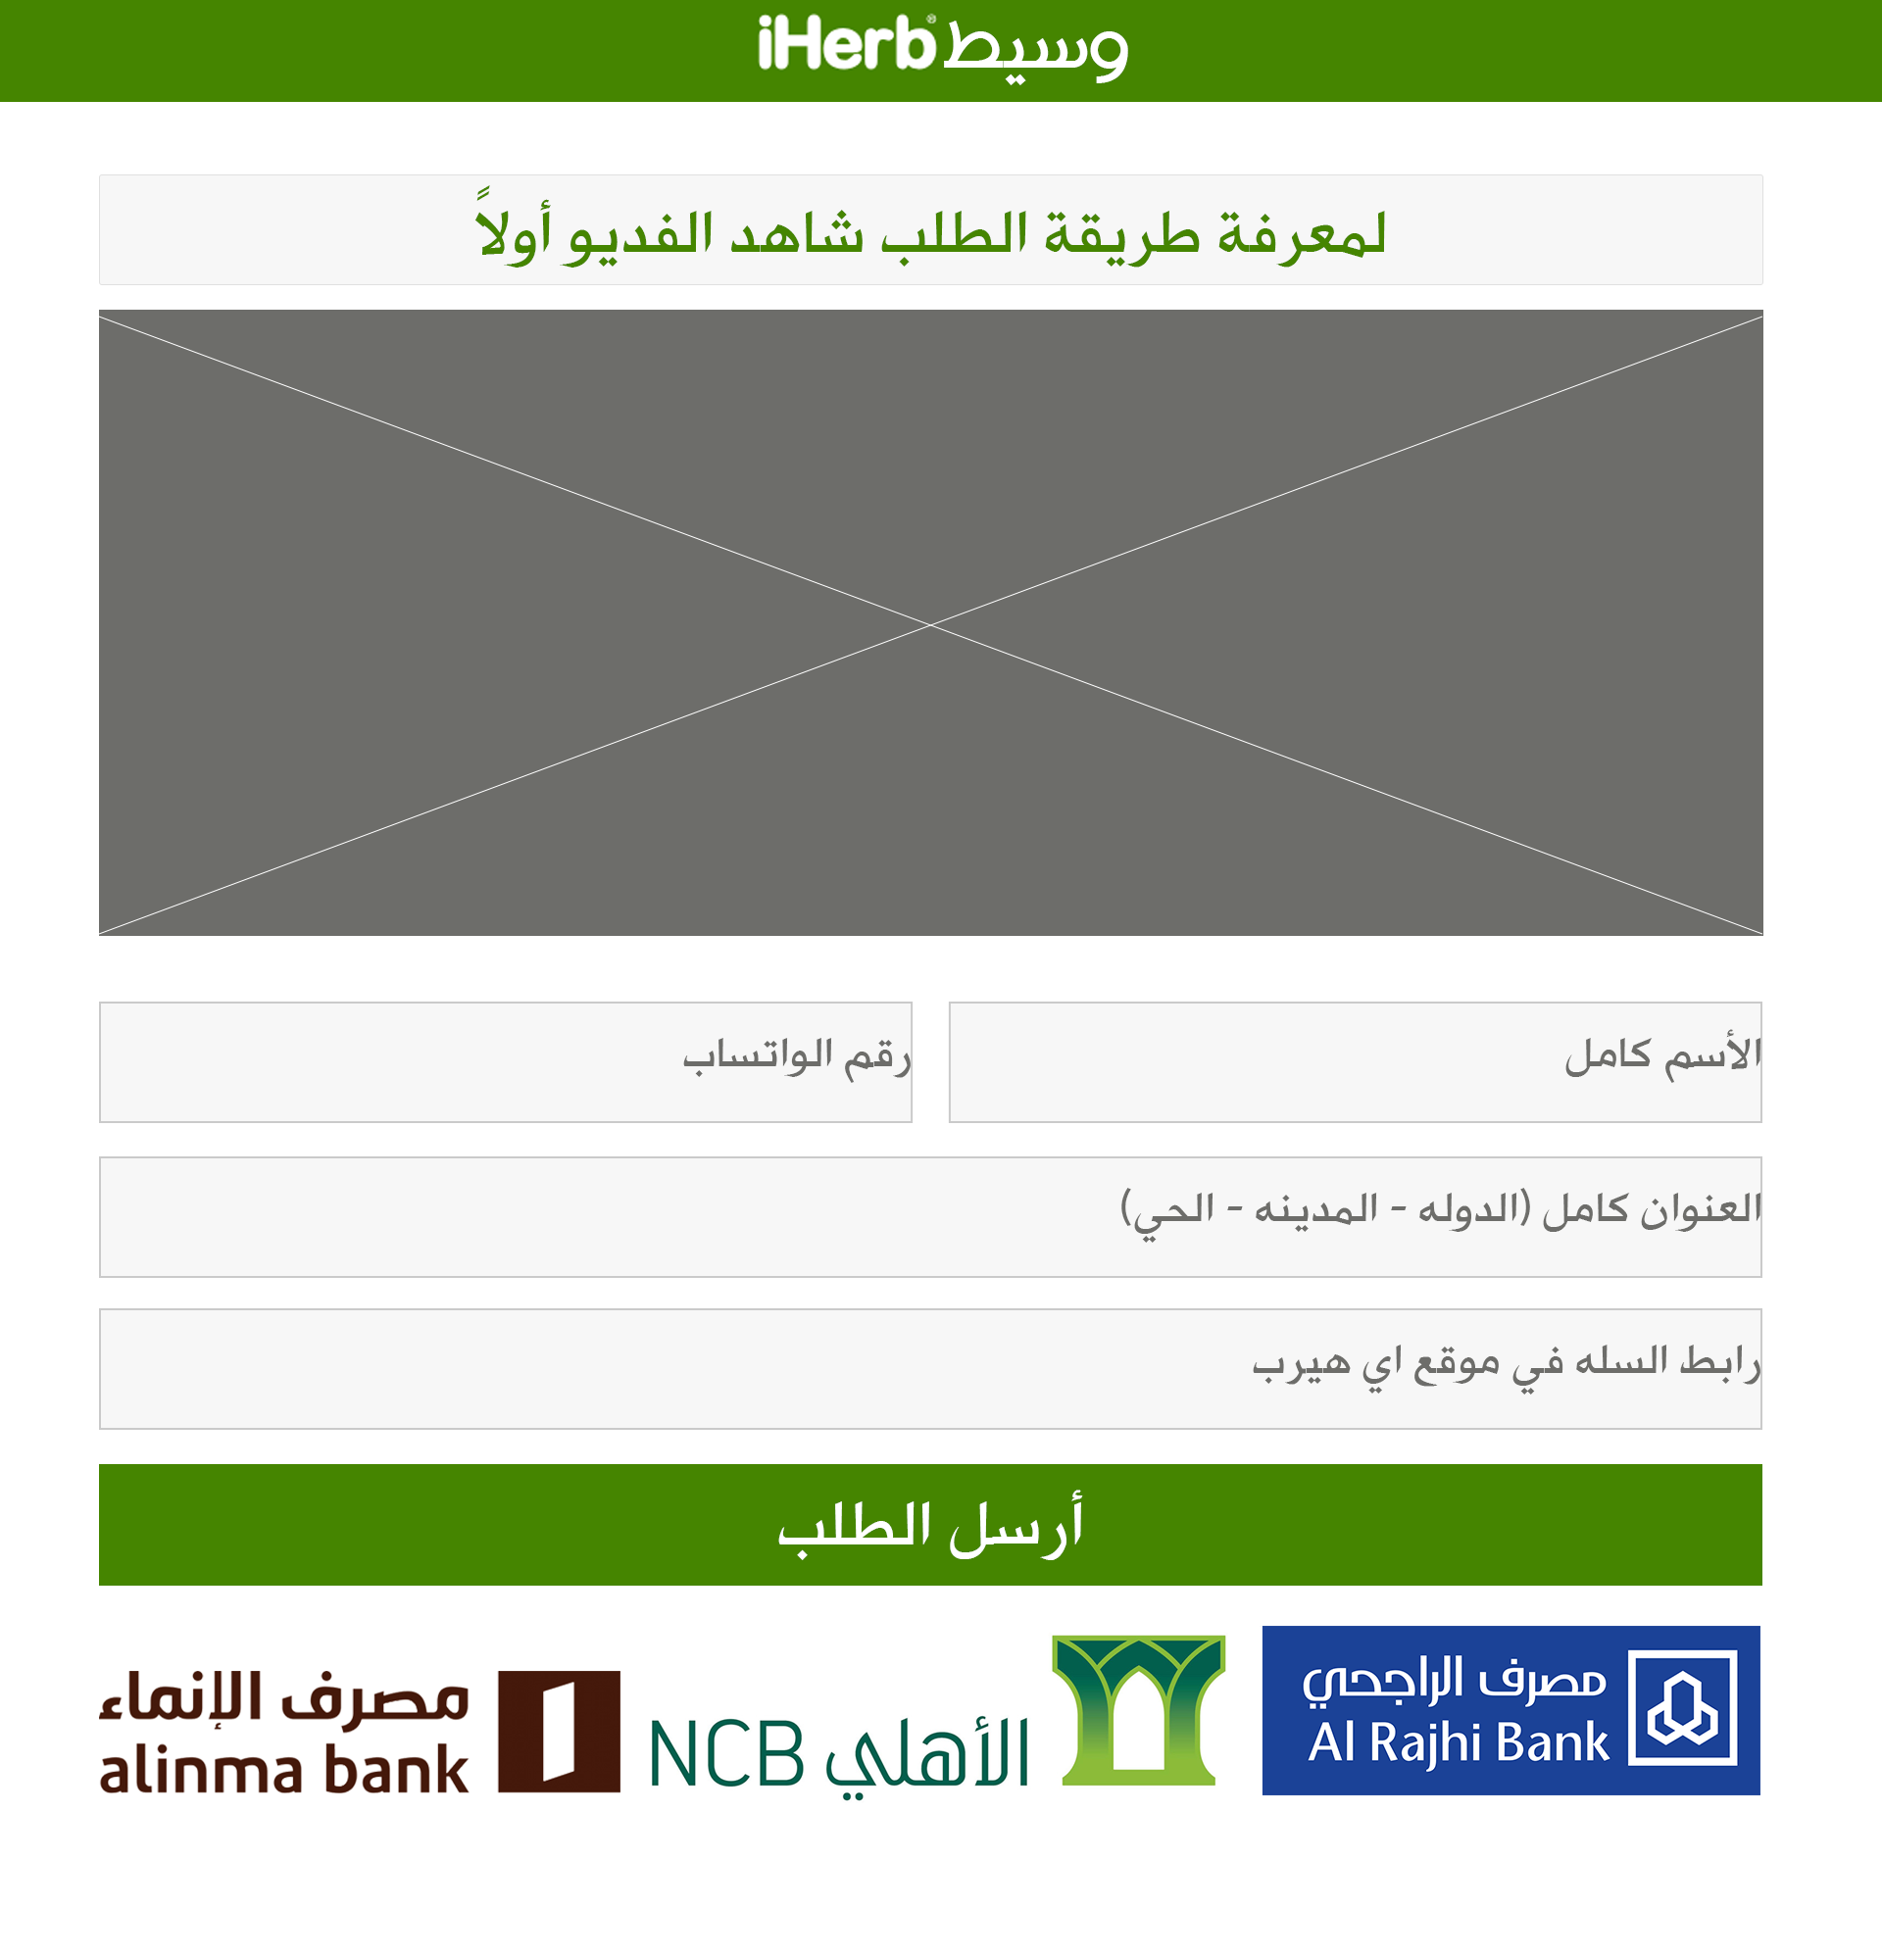 وسيط iHerb®
لمعرفة طريقة الطلب شاهد الفديو أولاً
الأسم كامل
رقم الواتساب
العنوان كامل (الدوله - المدينه - الحي)
رابط السله في موقع اي هيرب
أرسل الطلب
مصرف الراجحي
Al Rajhi Bank
الأهلي NCB
مصرف الإنماء
alinma bank